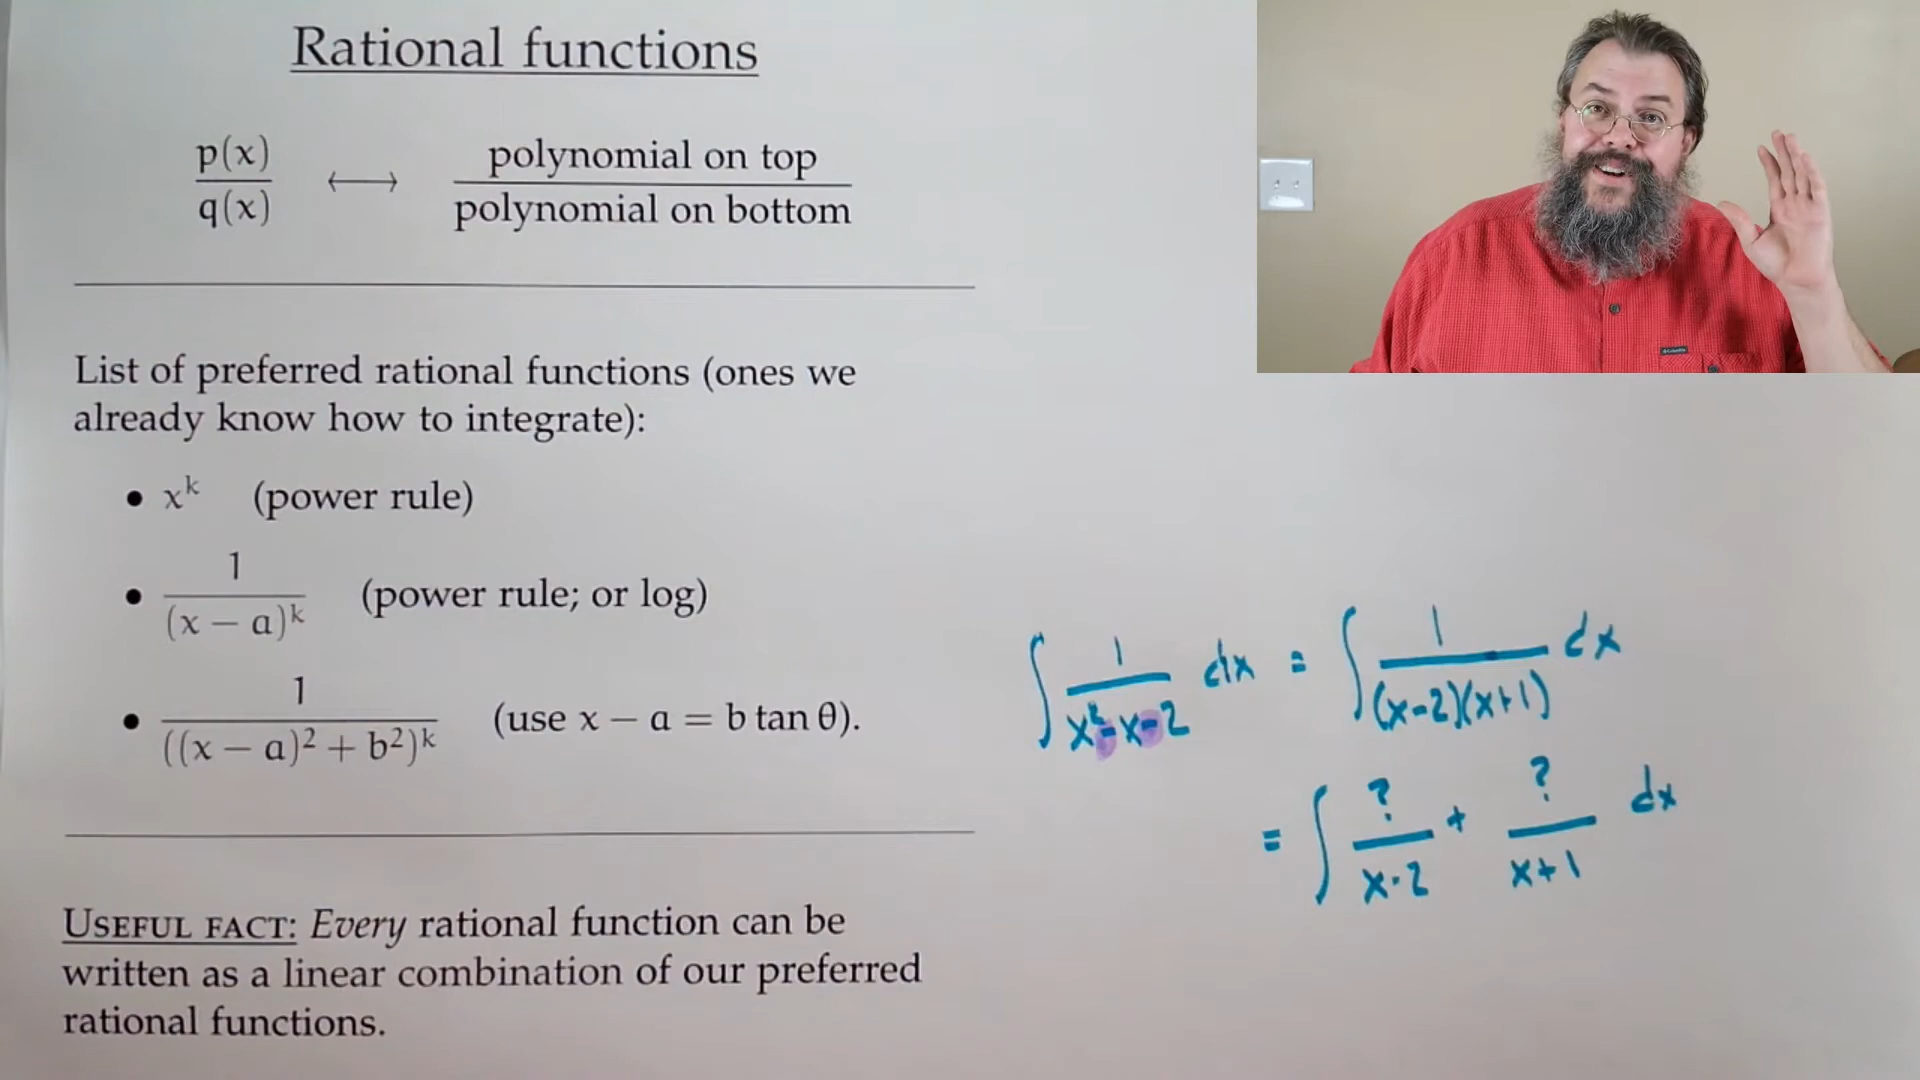 Rational functions
p(x)/q(x) ⟷ polynomial on top/polynomial on bottom
List of preferred rational functions (ones we
already know how to integrate):
• x^k (power rule)
• 1/(x − a)^k (power rule; or log)
• 1/((x − a)² + b²)^k (use x − a = b tan θ).
USEFUL FACT: Every rational function can be
written as a linear combination of our preferred
rational functions.
∫ 1/(x²-x-2) dx = ∫ 1/((x-2)(x+1)) dx
= ∫ ?/(x-2) + ?/(x+1) dx
Columbia